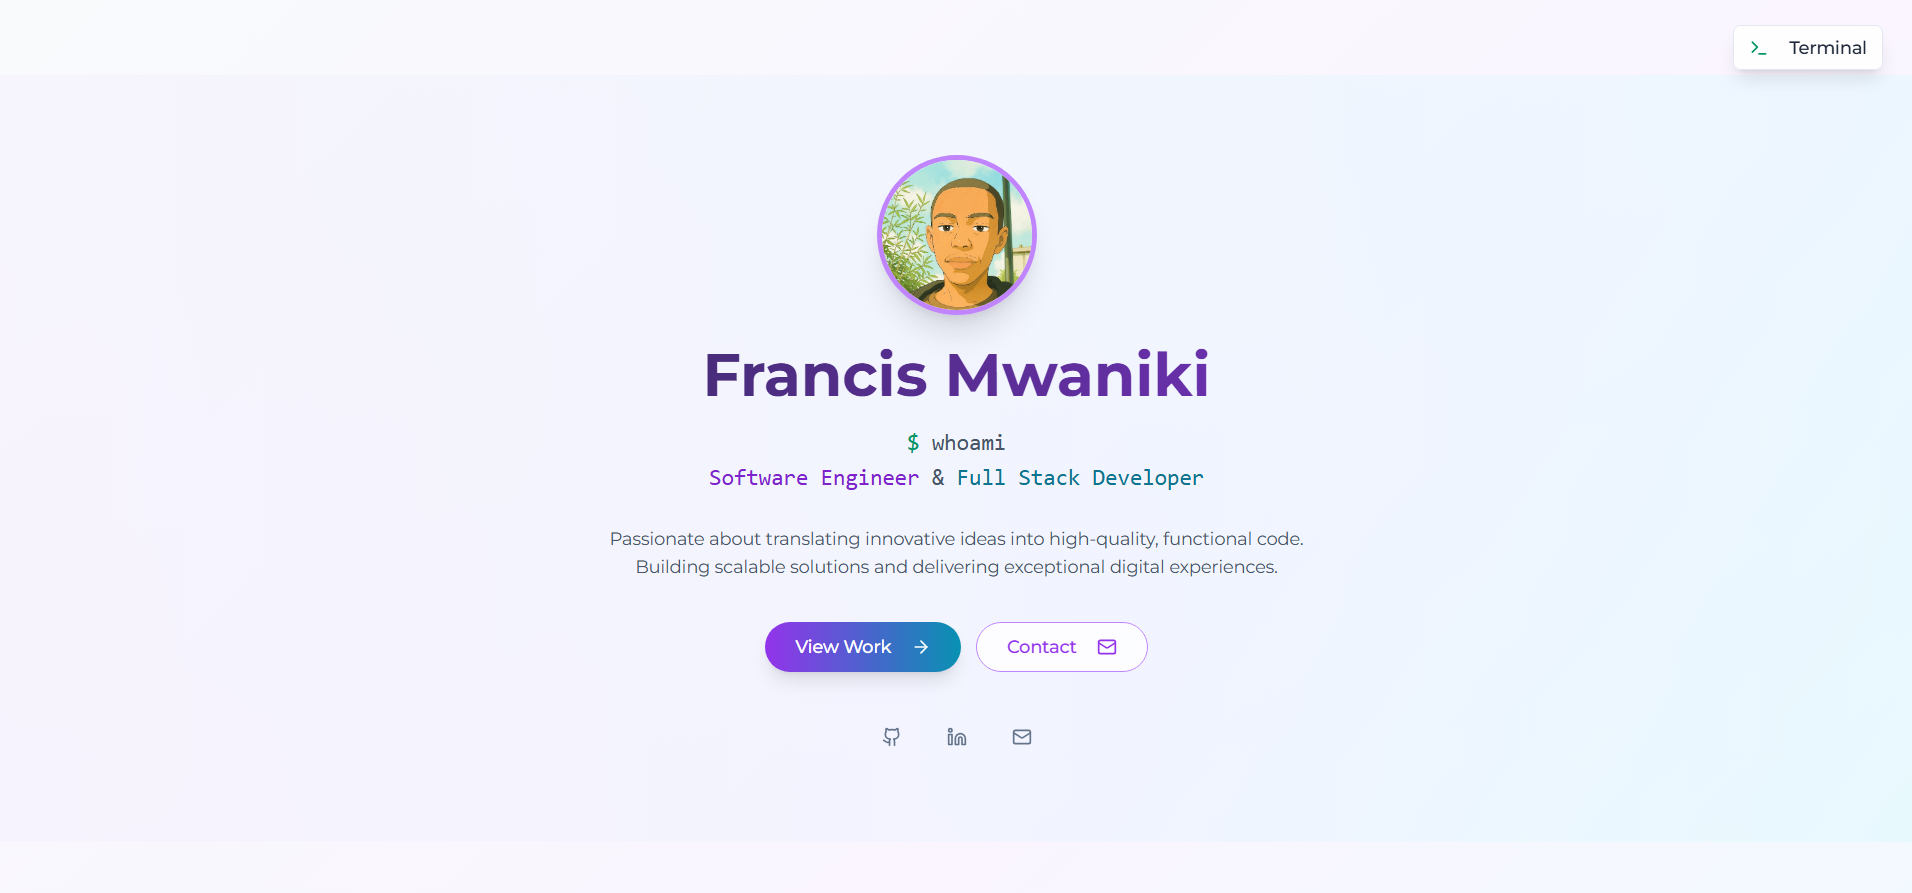 Terminal
Francis Mwaniki
$ whoami
Software Engineer & Full Stack Developer
Passionate about translating innovative ideas into high-quality, functional code.
Building scalable solutions and delivering exceptional digital experiences.
View Work
Contact